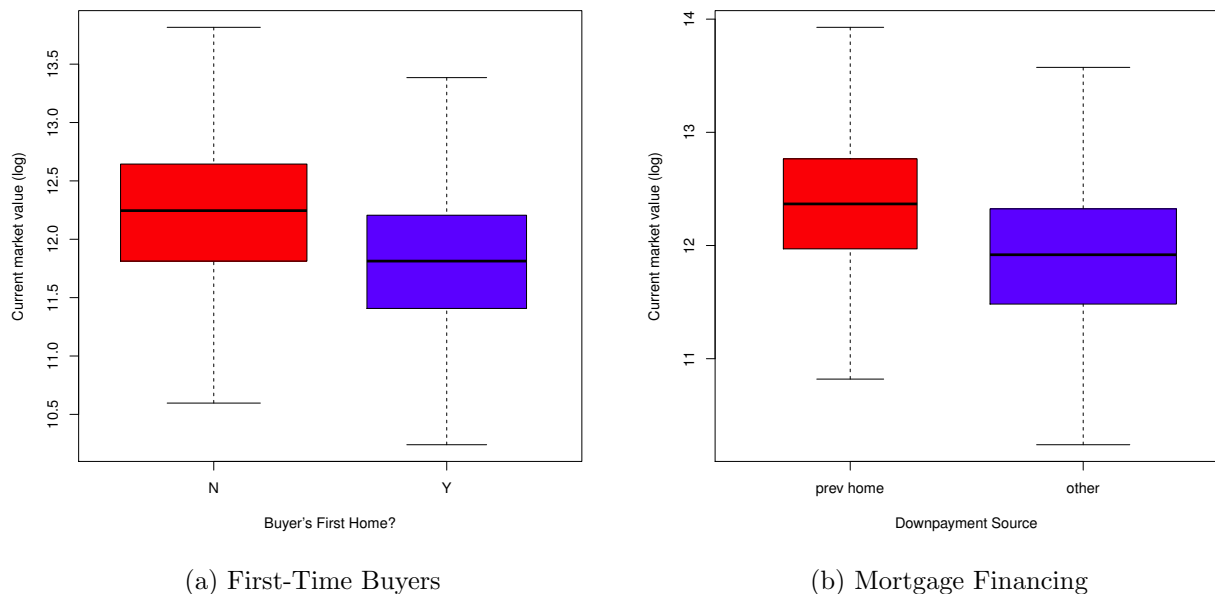 Current market value (log)
13.5
13.0
12.5
12.0
11.5
11.0
10.5
N
Y
Buyer's First Home?
(a) First-Time Buyers
Current market value (log)
14
13
12
11
prev home
other
Downpayment Source
(b) Mortgage Financing